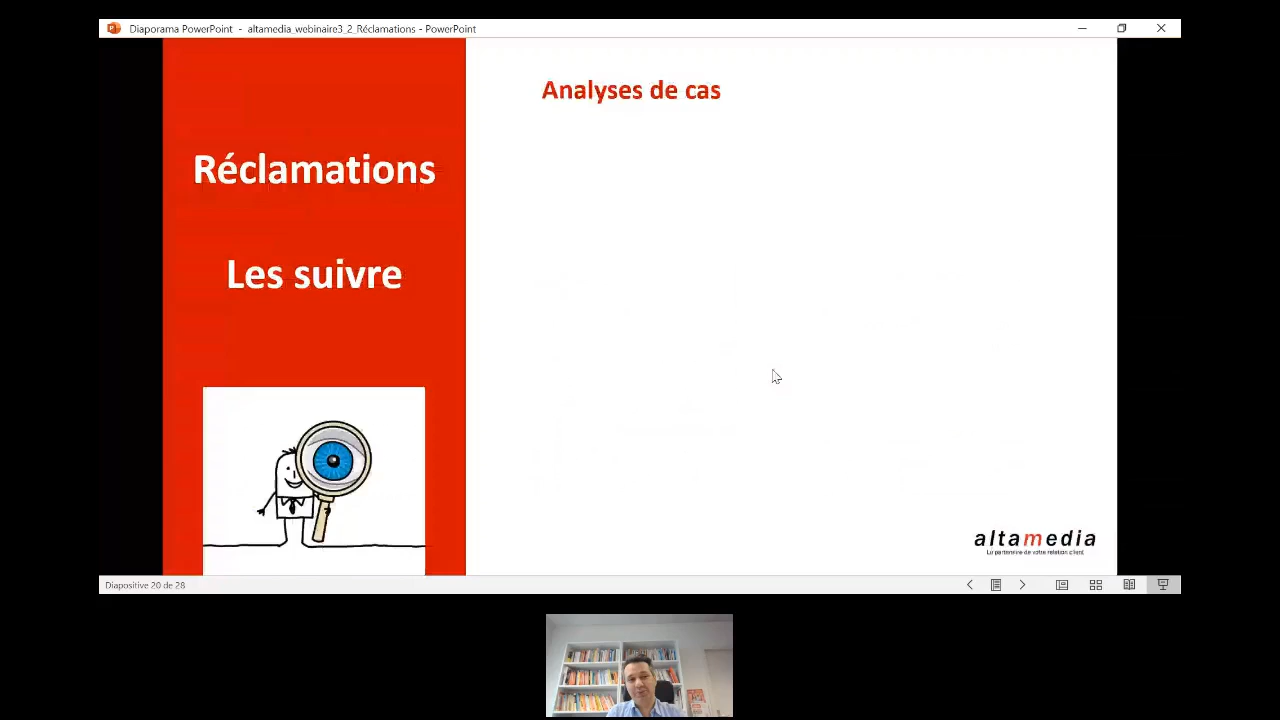 Diaporama PowerPoint - altamedia_webinaire3_2_Réclamations - PowerPoint
Analyses de cas
Réclamations
Les suivre
altamedia
Le partenaire de votre relation client
Diapositive 20 de 28